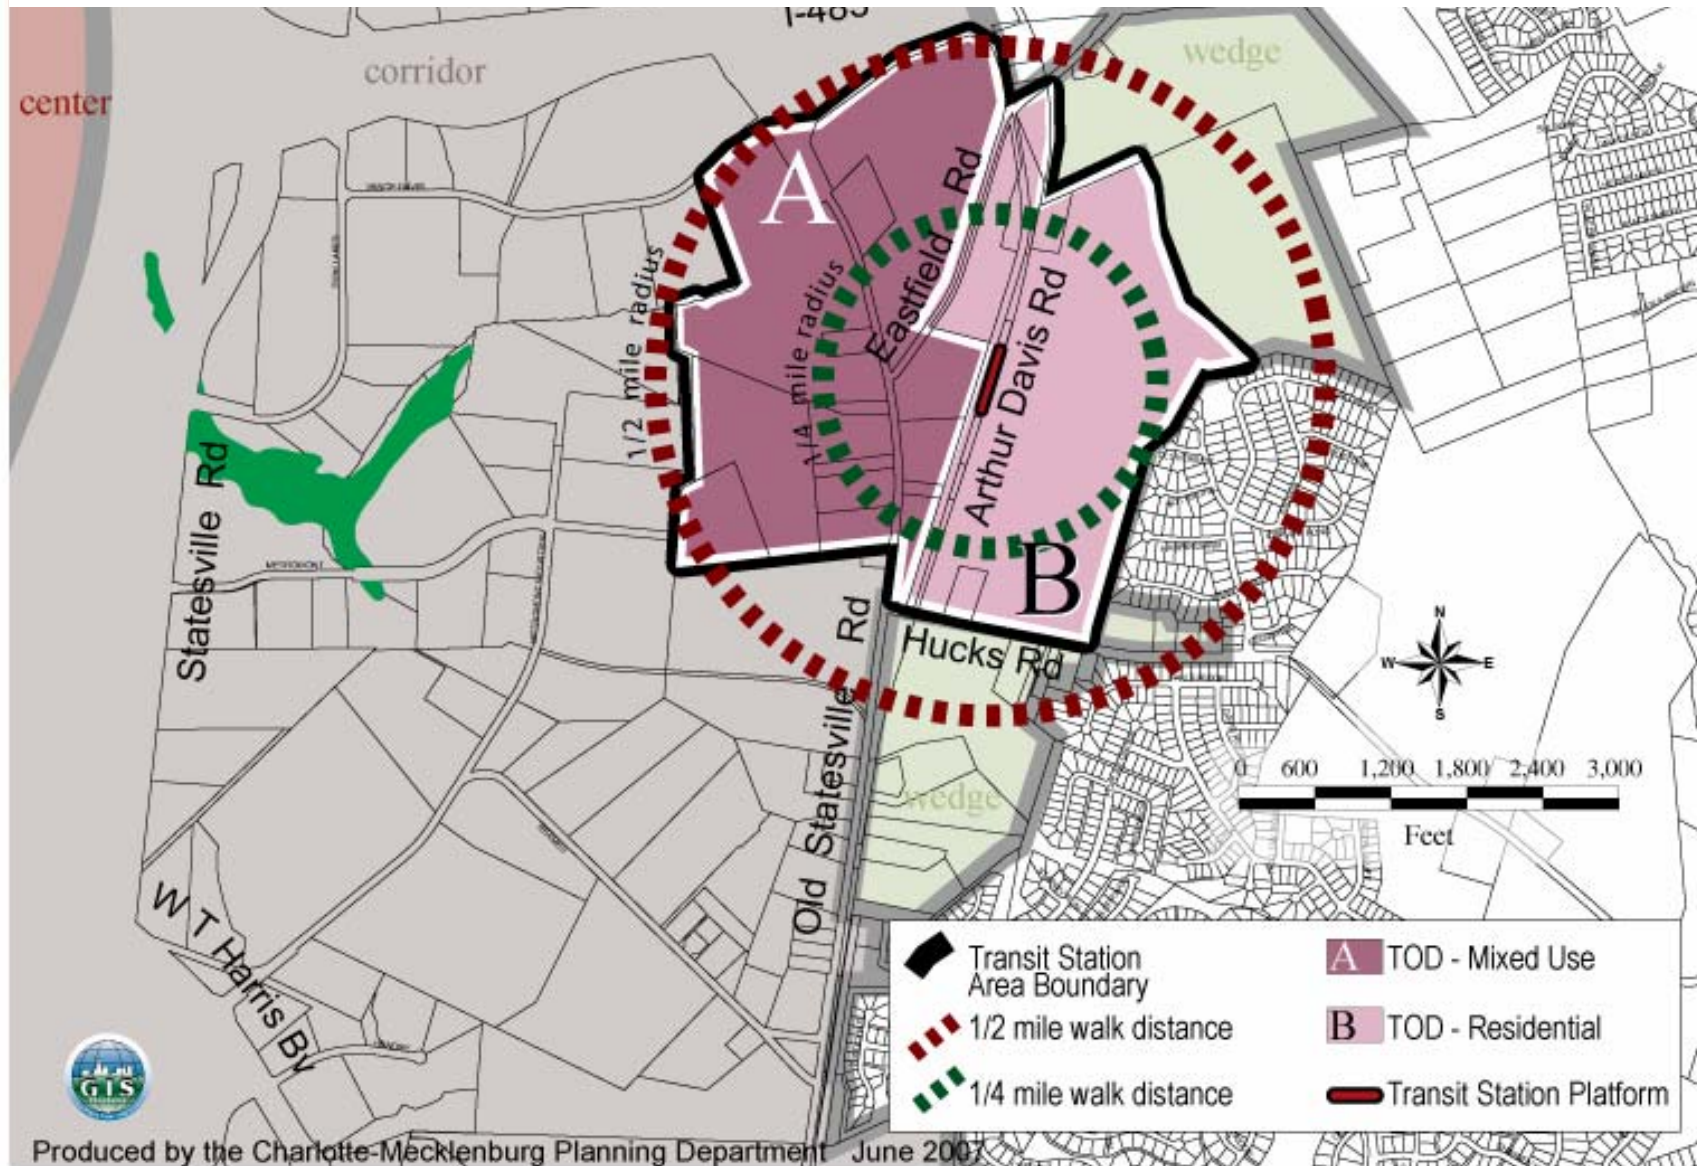 I-485
corridor
wedge
center
A
Eastfield Rd
1/2 mile radius
1/4 mile radius
Arthur Davis Rd
B
Statesville Rd
Hucks Rd
N
W E
S
0 600 1,200 1,800 2,400 3,000
Feet
wedge
Old Statesville Rd
W T Harris Bv
Transit Station
Area Boundary
1/2 mile walk distance
1/4 mile walk distance
A TOD - Mixed Use
B TOD - Residential
Transit Station Platform
GIS
Produced by the Charlotte-Mecklenburg Planning Department June 2007